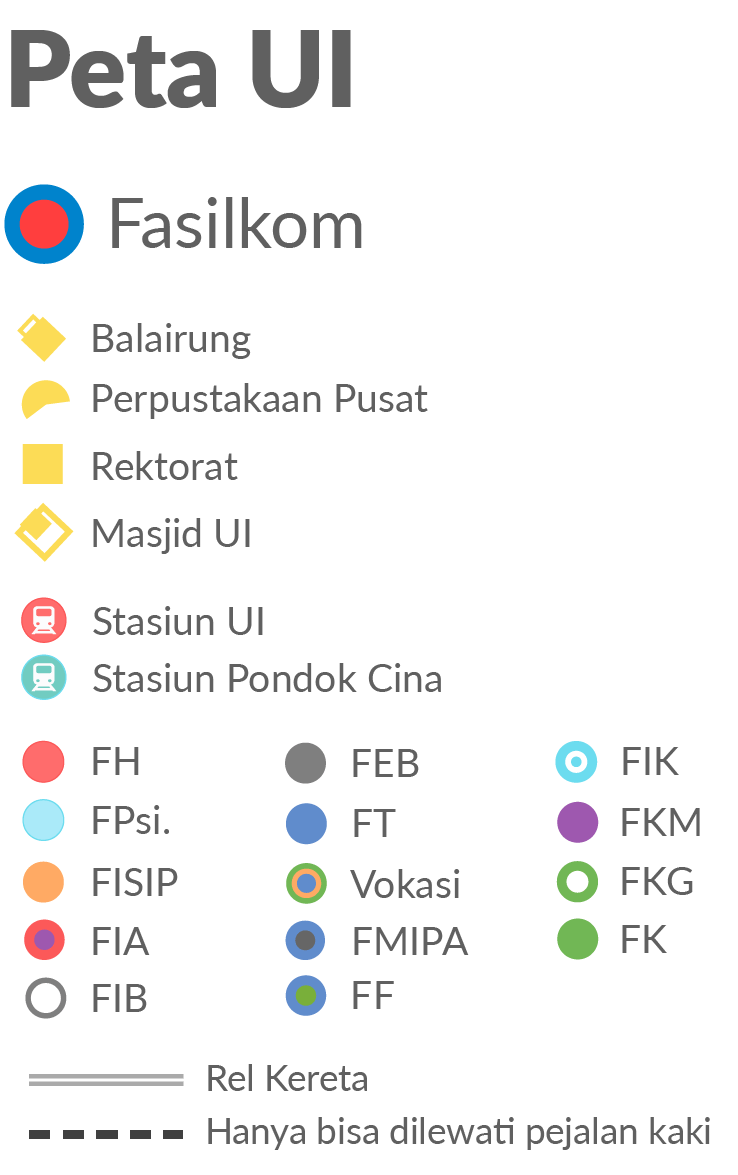 Peta UI
Fasilkom
Balairung
Perpustakaan Pusat
Rektorat
Masjid UI
Stasiun UI
Stasiun Pondok Cina
FH
FPsi.
FISIP
FIA
FIB
FEB
FT
Vokasi
FMIPA
FF
FIK
FKM
FKG
FK
Rel Kereta
Hanya bisa dilewati pejalan kaki